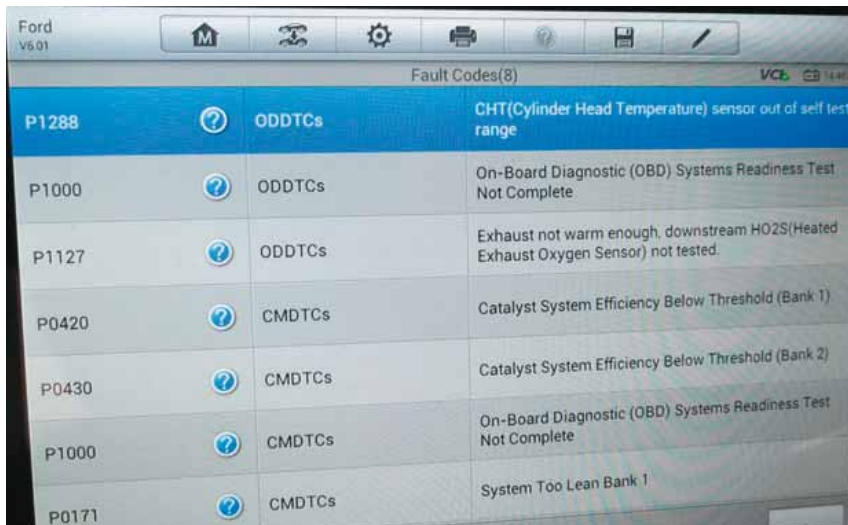 Ford
V6.01
M
Fault Codes(8)
VCI
P1288 ? ODDTCs CHT(Cylinder Head Temperature) sensor out of self test
range
P1000 ? ODDTCs On-Board Diagnostic (OBD) Systems Readiness Test
Not Complete
P1127 ? ODDTCs Exhaust not warm enough, downstream HO2S(Heated
Exhaust Oxygen Sensor) not tested.
P0420 ? CMDTCs Catalyst System Efficiency Below Threshold (Bank 1)
P0430 ? CMDTCs Catalyst System Efficiency Below Threshold (Bank 2)
P1000 ? CMDTCs On-Board Diagnostic (OBD) Systems Readiness Test
Not Complete
P0171 ? CMDTCs System Too Lean Bank 1